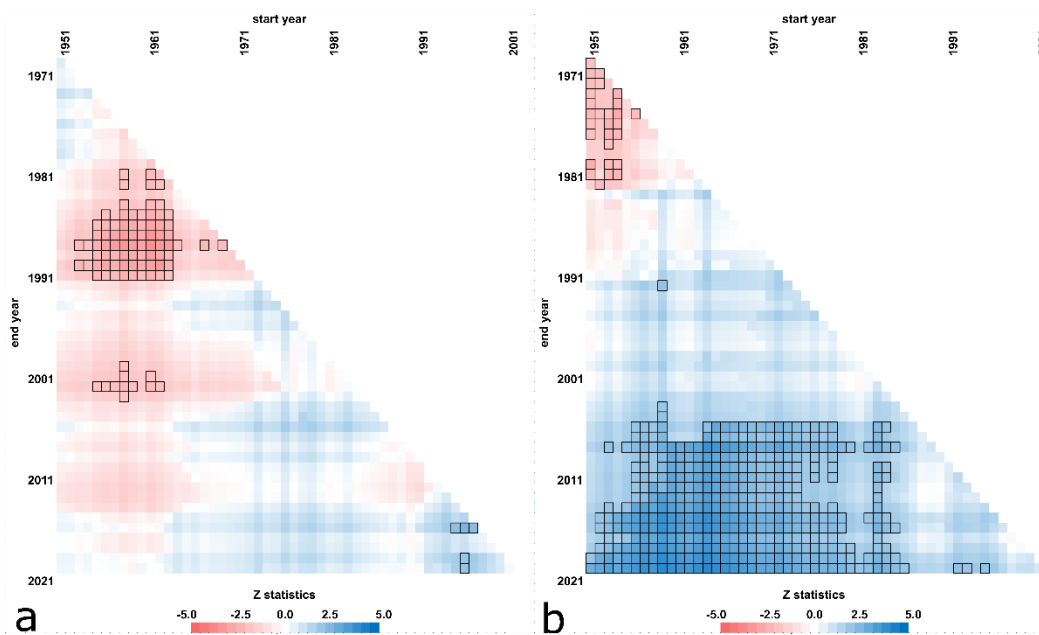 start year
1951 1961 1971 1981 1991 2001
end year
1971
1981
1991
2001
2011
2021
Z statistics
-5.0 -2.5 0.0 2.5 5.0
a
start year
1951 1961 1971 1981 1991
end year
1971
1981
1991
2001
2011
2021
Z statistics
-5.0 -2.5 0.0 2.5 5.0
b